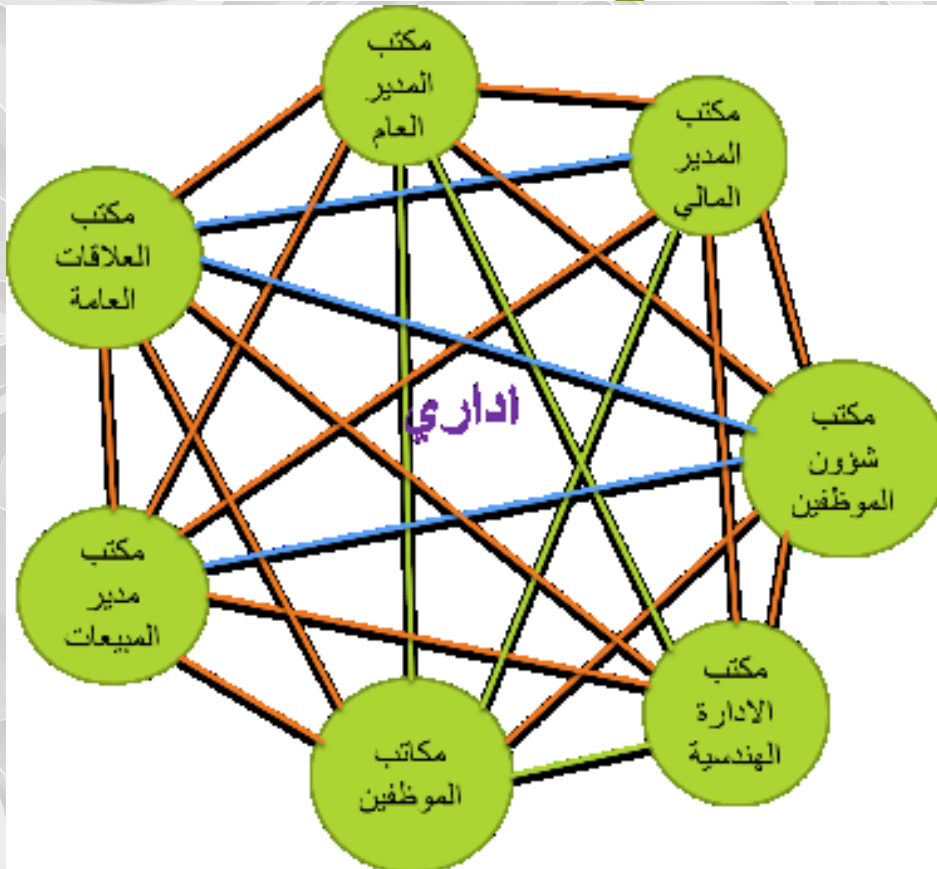 مكتب
المدير
العام
مكتب
المدير
المالي
مكتب
العلاقات
العامة
اداري
مكتب
شؤون
الموظفين
مكتب
مدير
المبيعات
مكتب
الادارة
الهندسية
مكاتب
الموظفين